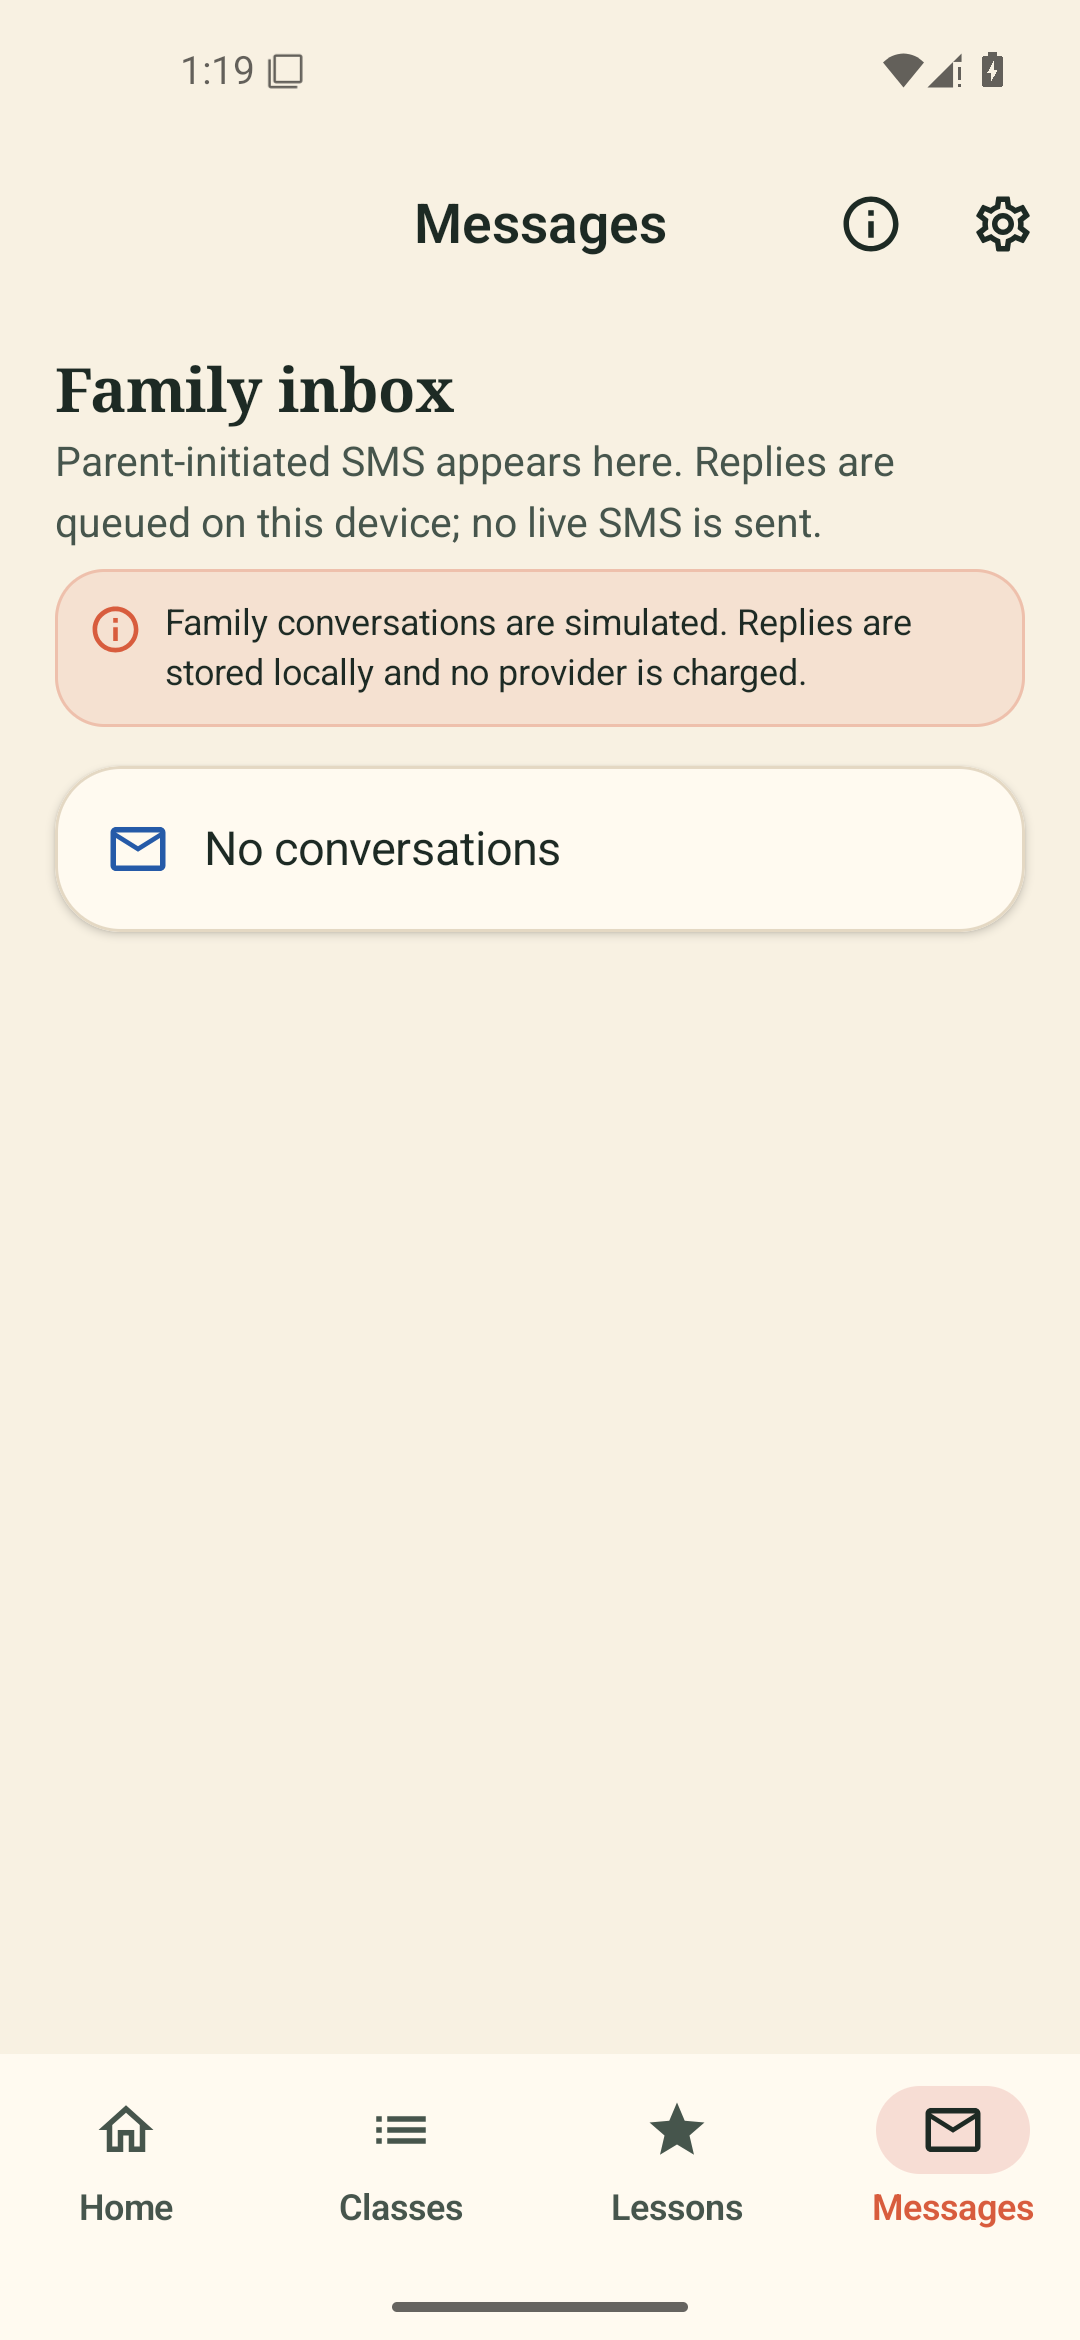 1:19
Messages
Family inbox
Parent-initiated SMS appears here. Replies are
queued on this device; no live SMS is sent.
Family conversations are simulated. Replies are
stored locally and no provider is charged.
No conversations
Home
Classes
Lessons
Messages